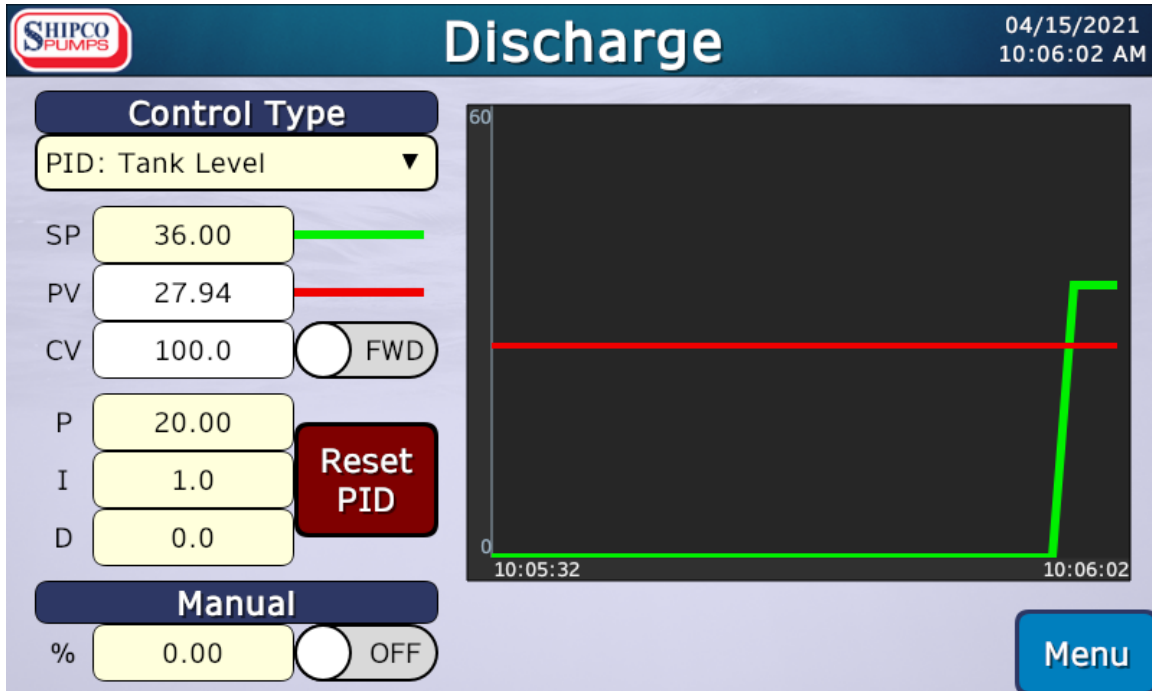 SHIPCO
PUMPS
Discharge
04/15/2021
10:06:02 AM
Control Type
PID: Tank Level ▼
SP 36.00
PV 27.94
CV 100.0 FWD
P 20.00
I 1.0
D 0.0
Reset
PID
Manual
% 0.00 OFF
60
0
10:05:32 10:06:02
Menu